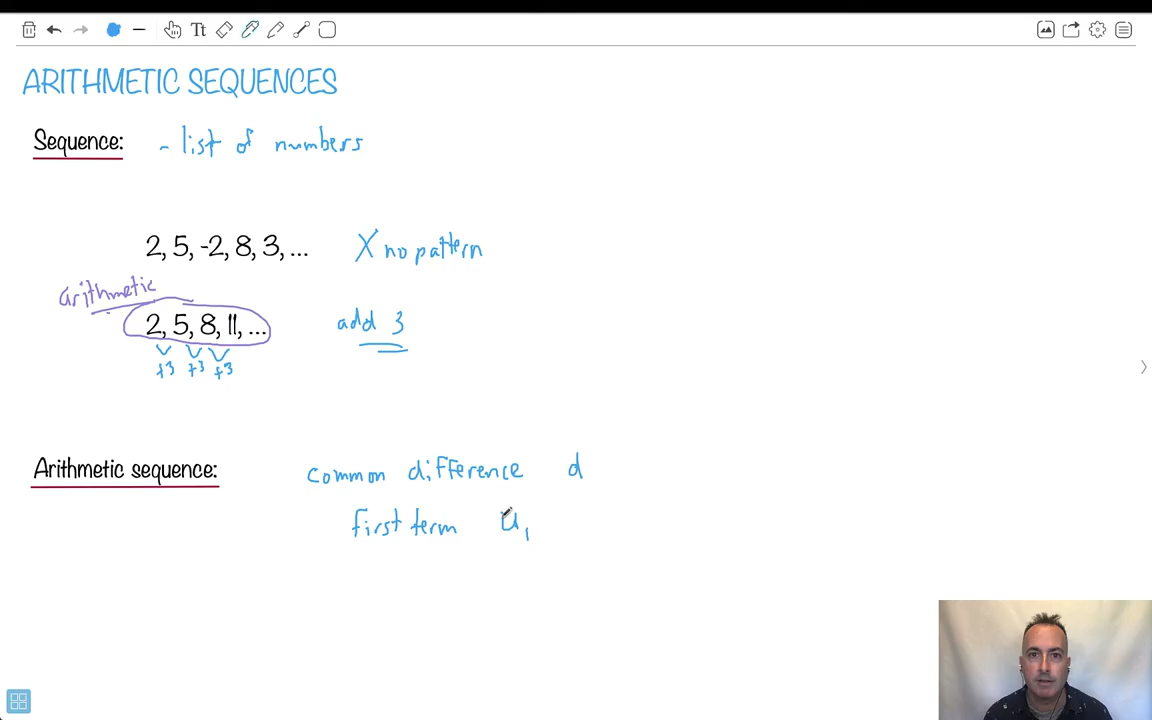 Tt
ARITHMETIC SEQUENCES
Sequence: - list of numbers
2, 5, -2, 8, 3, ... X no pattern
arithmetic
2, 5, 8, 11, ... add 3
+3 +3 +3
Arithmetic sequence: common difference d
first term u₁